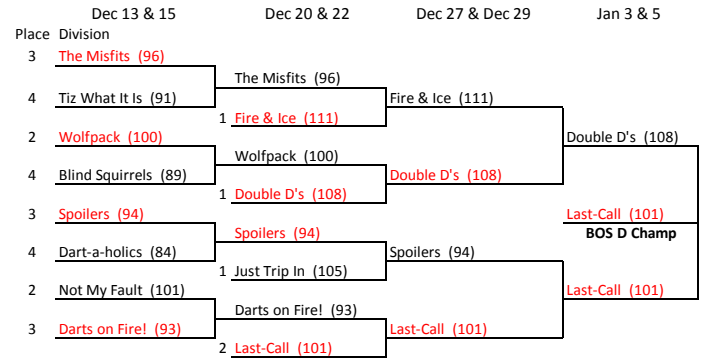 Dec 13 & 15 Dec 20 & 22 Dec 27 & Dec 29 Jan 3 & 5
Place Division
3 The Misfits (96)
The Misfits (96)
4 Tiz What It Is (91) Fire & Ice (111)
1 Fire & Ice (111)
2 Wolfpack (100) Double D's (108)
Wolfpack (100)
4 Blind Squirrels (89) Double D's (108)
1 Double D's (108)
3 Spoilers (94) Last-Call (101)
Spoilers (94) BOS D Champ
4 Dart-a-holics (84) Spoilers (94)
1 Just Trip In (105)
2 Not My Fault (101) Last-Call (101)
Darts on Fire! (93)
3 Darts on Fire! (93) Last-Call (101)
2 Last-Call (101)